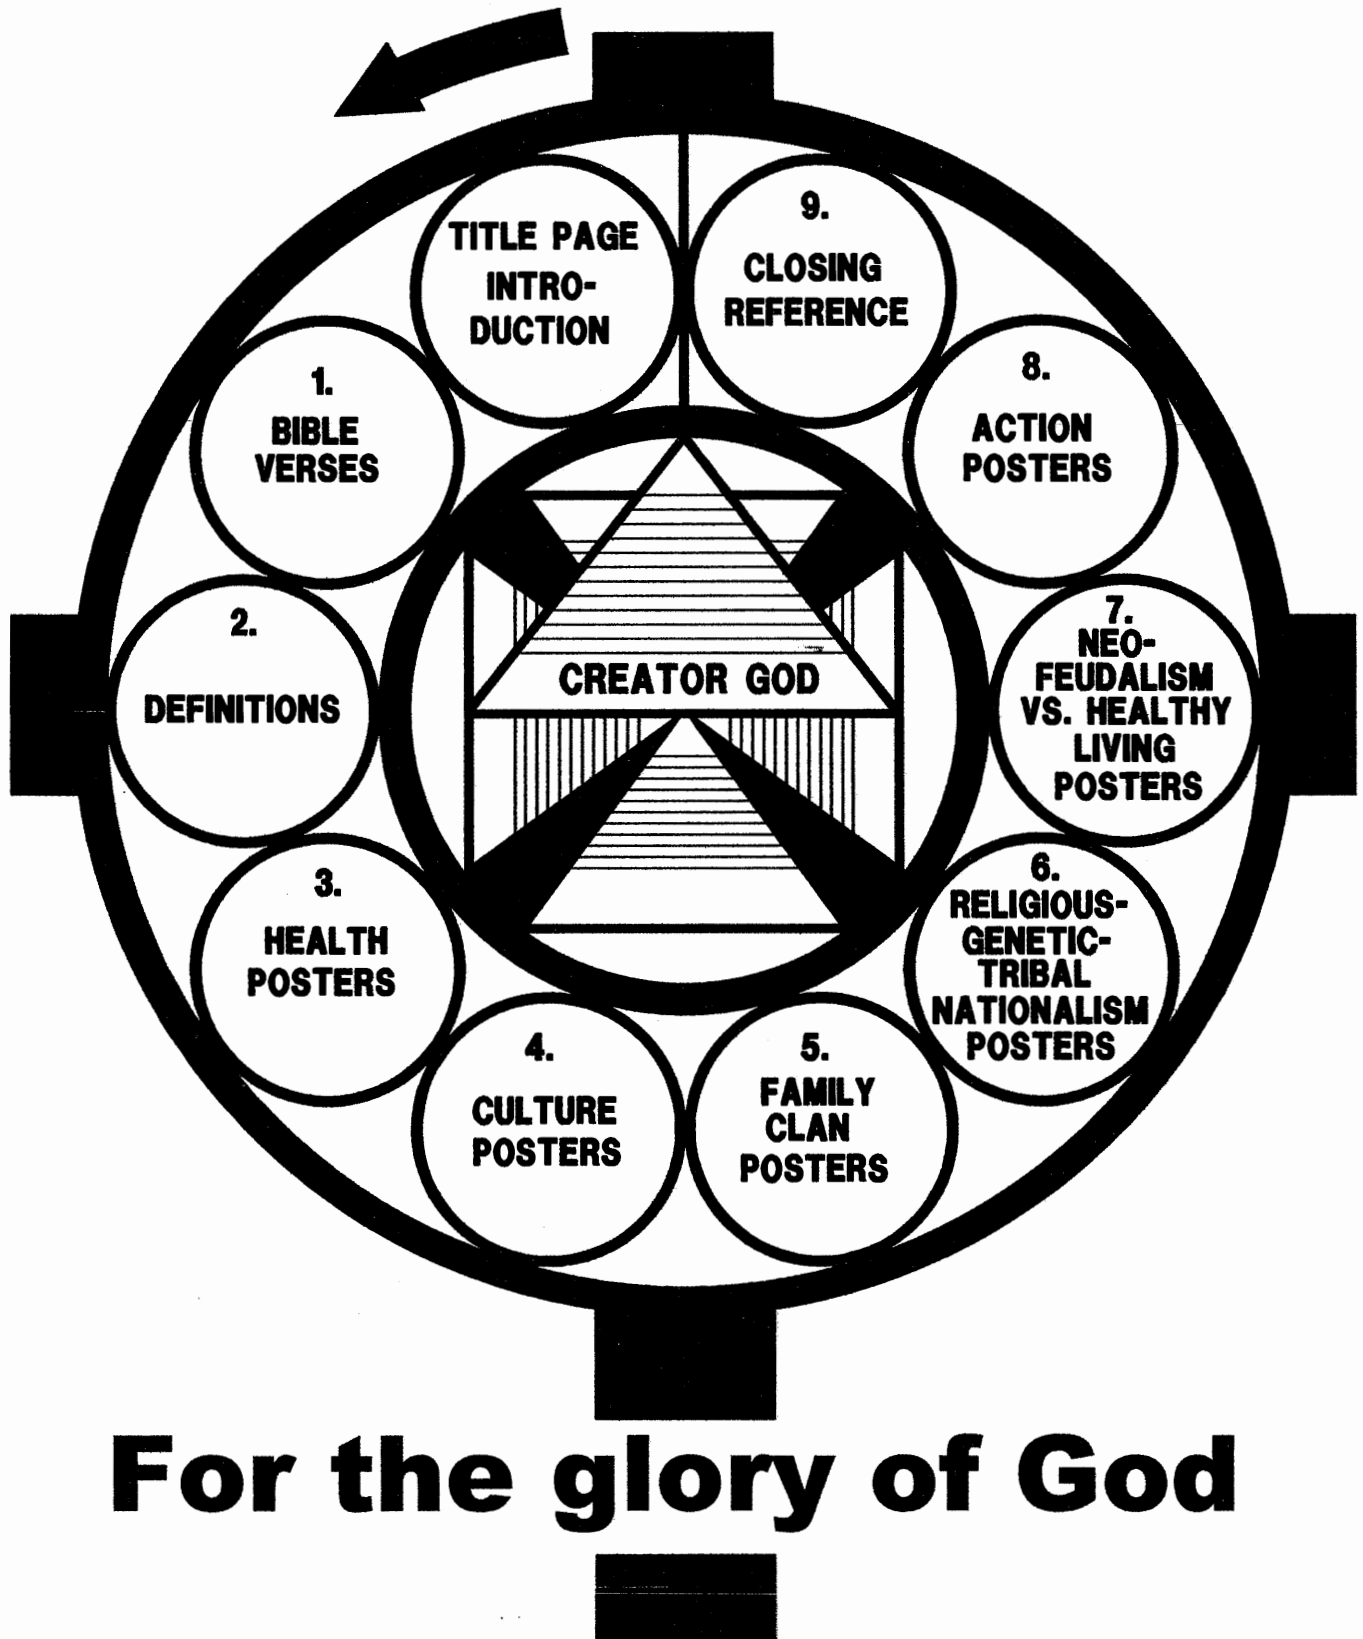 TITLE PAGE
INTRO-
DUCTION
1.
BIBLE
VERSES
2.
DEFINITIONS
3.
HEALTH
POSTERS
4.
CULTURE
POSTERS
5.
FAMILY
CLAN
POSTERS
6.
RELIGIOUS-
GENETIC-
TRIBAL
NATIONALISM
POSTERS
7.
NEO-
FEUDALISM
VS. HEALTHY
LIVING
POSTERS
8.
ACTION
POSTERS
9.
CLOSING
REFERENCE
CREATOR GOD
For the glory of God